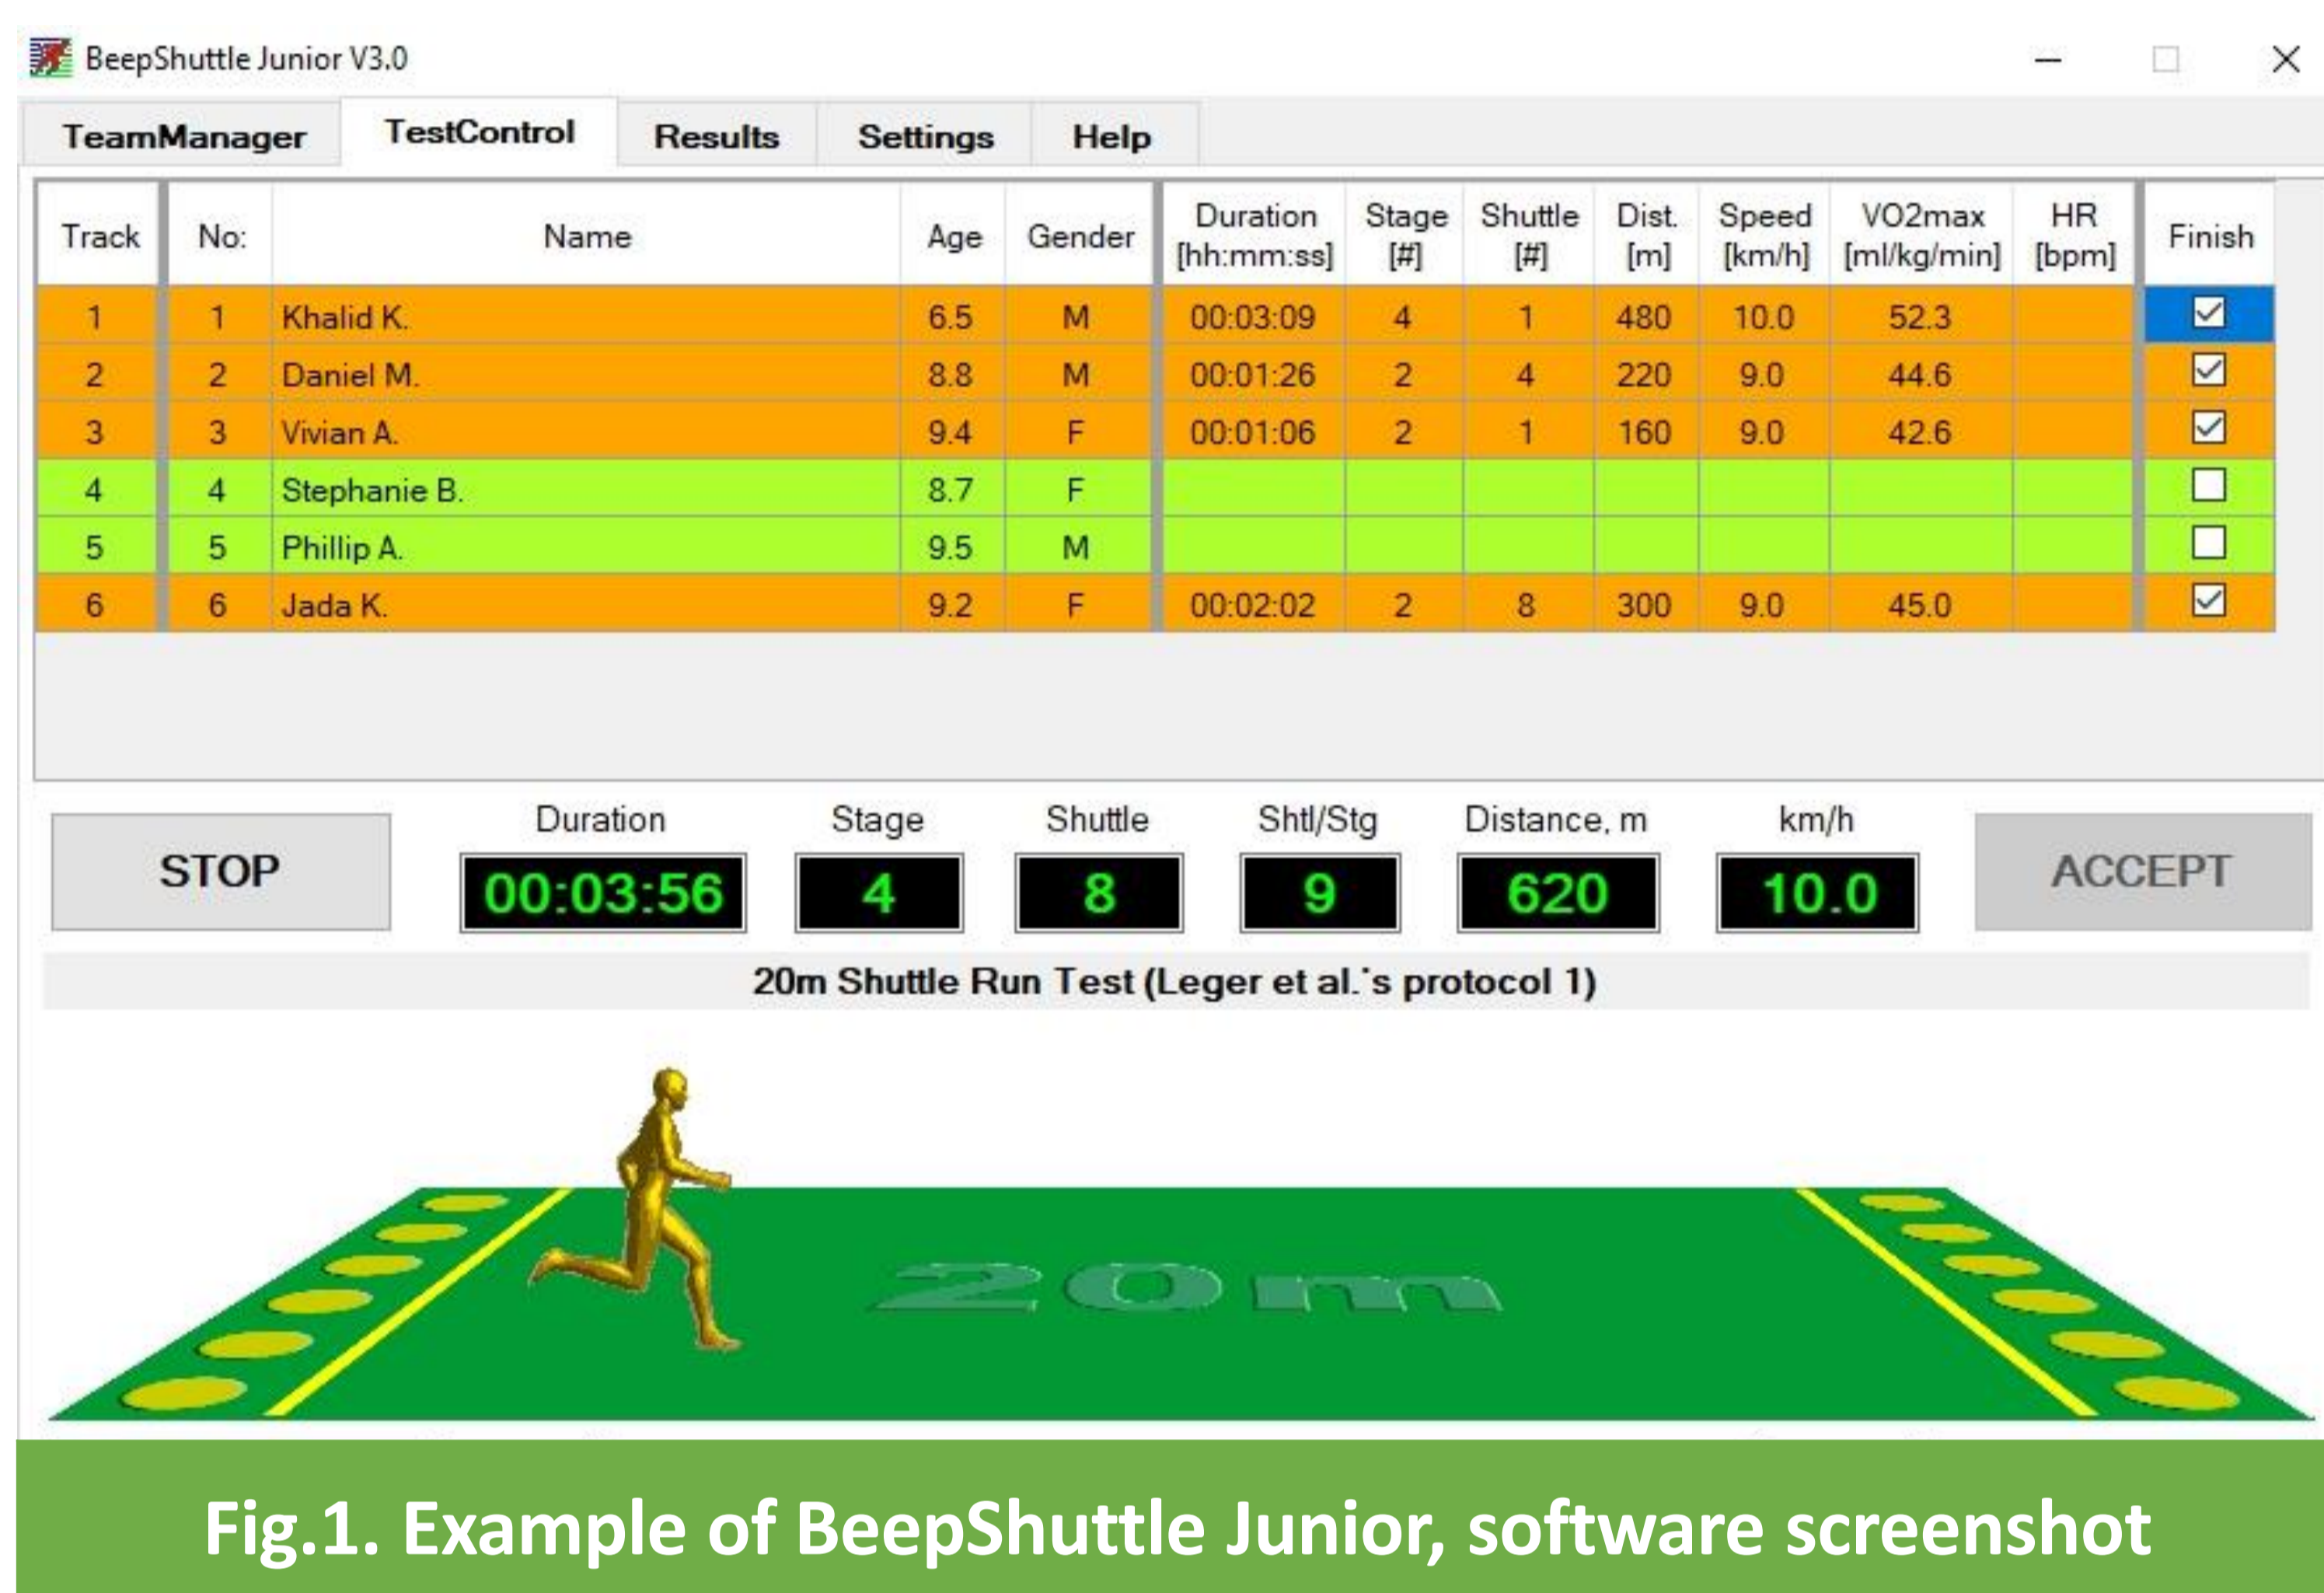 BeepShuttle Junior V3.0
TeamManager TestControl Results Settings Help
Track No: Name Age Gender Duration [hh:mm:ss] Stage [#] Shuttle [#] Dist. [m] Speed [km/h] VO2max [ml/kg/min] HR [bpm] Finish
1 1 Khalid K. 6.5 M 00:03:09 4 1 480 10.0 52.3
2 2 Daniel M. 8.8 M 00:01:26 2 4 220 9.0 44.6
3 3 Vivian A. 9.4 F 00:01:06 2 1 160 9.0 42.6
4 4 Stephanie B. 8.7 F
5 5 Phillip A. 9.5 M
6 6 Jada K. 9.2 F 00:02:02 2 8 300 9.0 45.0
Duration Stage Shuttle Shtl/Stg Distance, m km/h
STOP 00:03:56 4 8 9 620 10.0 ACCEPT
20m Shuttle Run Test (Leger et al.'s protocol 1)
20m
Fig.1. Example of BeepShuttle Junior, software screenshot